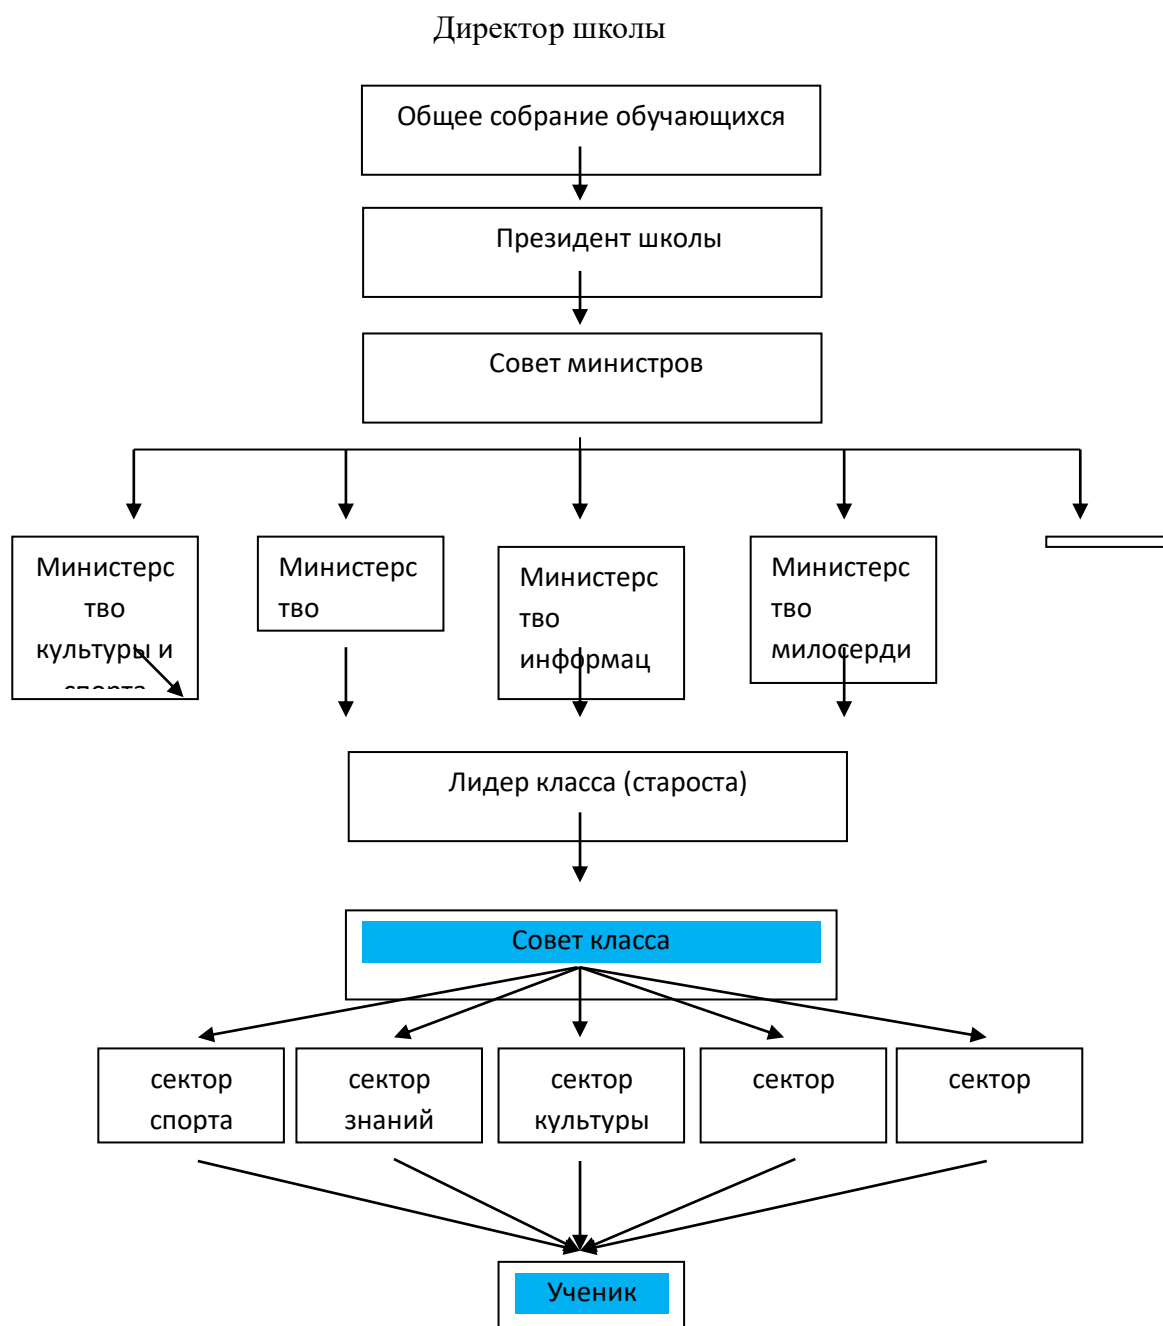 Директор школы
Общее собрание обучающихся
Президент школы
Совет министров
Министерс
тво
культуры и
спорта
Министерс
тво
Министерс
тво
информац
Министерс
тво
милосерди
Лидер класса (староста)
Совет класса
сектор
спорта
сектор
знаний
сектор
культуры
сектор
сектор
Ученик